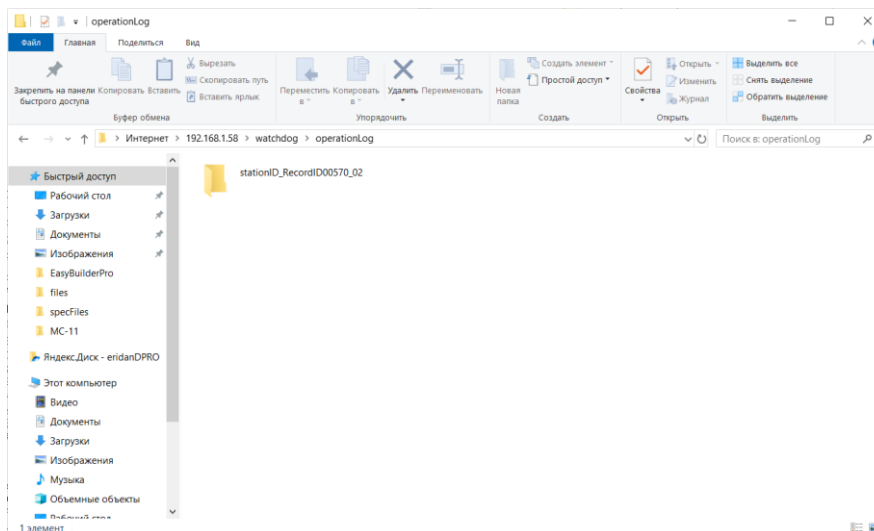 operationLog
Файл Главная Поделиться Вид
Закрепить на панели быстрого доступа
Копировать
Вставить
Вырезать
Скопировать путь
Вставить ярлык
Буфер обмена
Переместить в
Копировать в
Удалить
Переименовать
Упорядочить
Новая папка
Создать элемент
Простой доступ
Создать
Свойства
Открыть
Изменить
Журнал
Открыть
Выделить все
Снять выделение
Обратить выделение
Выделить
Интернет > 192.168.1.58 > watchdog > operationLog
Поиск в: operationLog
Быстрый доступ
Рабочий стол
Загрузки
Документы
Изображения
EasyBuilderPro
files
specFiles
MC-11
Яндекс.Диск - eridanDPRO
Этот компьютер
Видео
Документы
Загрузки
Изображения
Музыка
Объемные объекты
Рабочий стол
stationID_RecordID00570_02
1 элемент